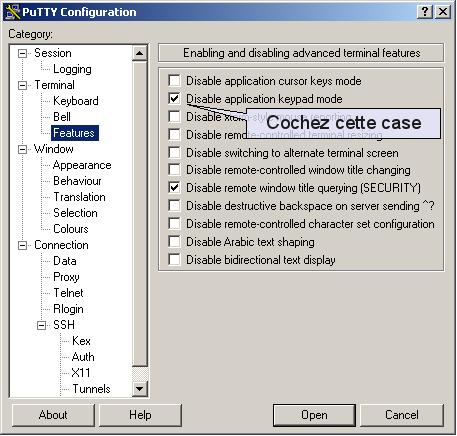 PuTTY Configuration
Category:
Session
Logging
Terminal
Keyboard
Bell
Features
Window
Appearance
Behaviour
Translation
Selection
Colours
Connection
Data
Proxy
Telnet
Rlogin
SSH
Kex
Auth
X11
Tunnels
Enabling and disabling advanced terminal features
Disable application cursor keys mode
Disable application keypad mode
Disable xterm-style mouse reporting
Cochez cette case
Disable remote-controlled terminal resizing
Disable switching to alternate terminal screen
Disable remote-controlled window title changing
Disable remote window title querying (SECURITY)
Disable destructive backspace on server sending ^?
Disable remote-controlled character set configuration
Disable Arabic text shaping
Disable bidirectional text display
About
Help
Open
Cancel